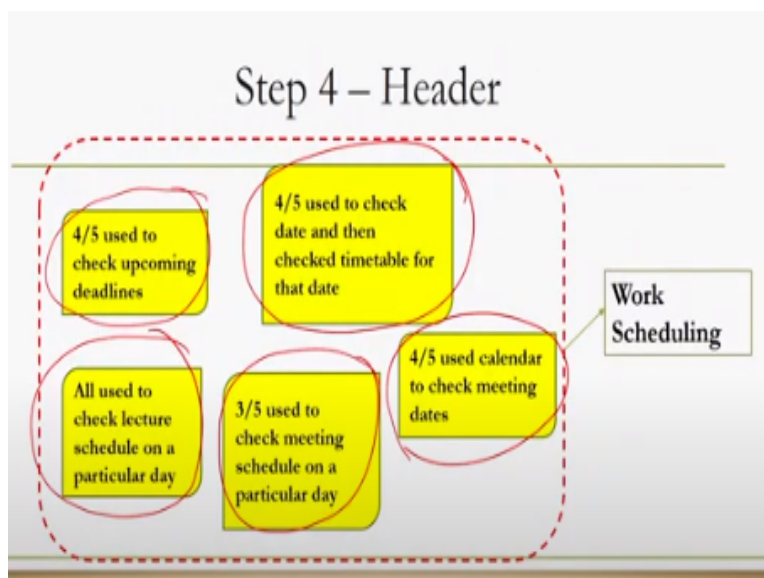 Step 4 – Header
4/5 used to
check upcoming
deadlines
4/5 used to check
date and then
checked timetable for
that date
Work
Scheduling
4/5 used calendar
to check meeting
dates
All used to
check lecture
schedule on a
particular day
3/5 used to
check meeting
schedule on a
particular day